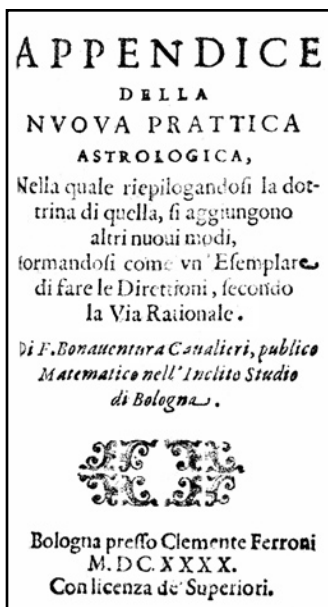 APPENDICE
DELLA
NVOVA PRATTICA
ASTROLOGICA,
Nella quale riepilogandoſi la dot-
trina di quella, ſi aggiungono
altri nuoui modi,
formandoſi come vn' Eſemplare
di fare le Direttioni, ſecondo
la Via Rationale.
Di F. Bonauentura Caualieri, publico
Matematico nell' Inclito Studio
di Bologna.
Bologna preſſo Clemente Ferroni
M. DC. XXXX.
Con licenza de' Superiori.